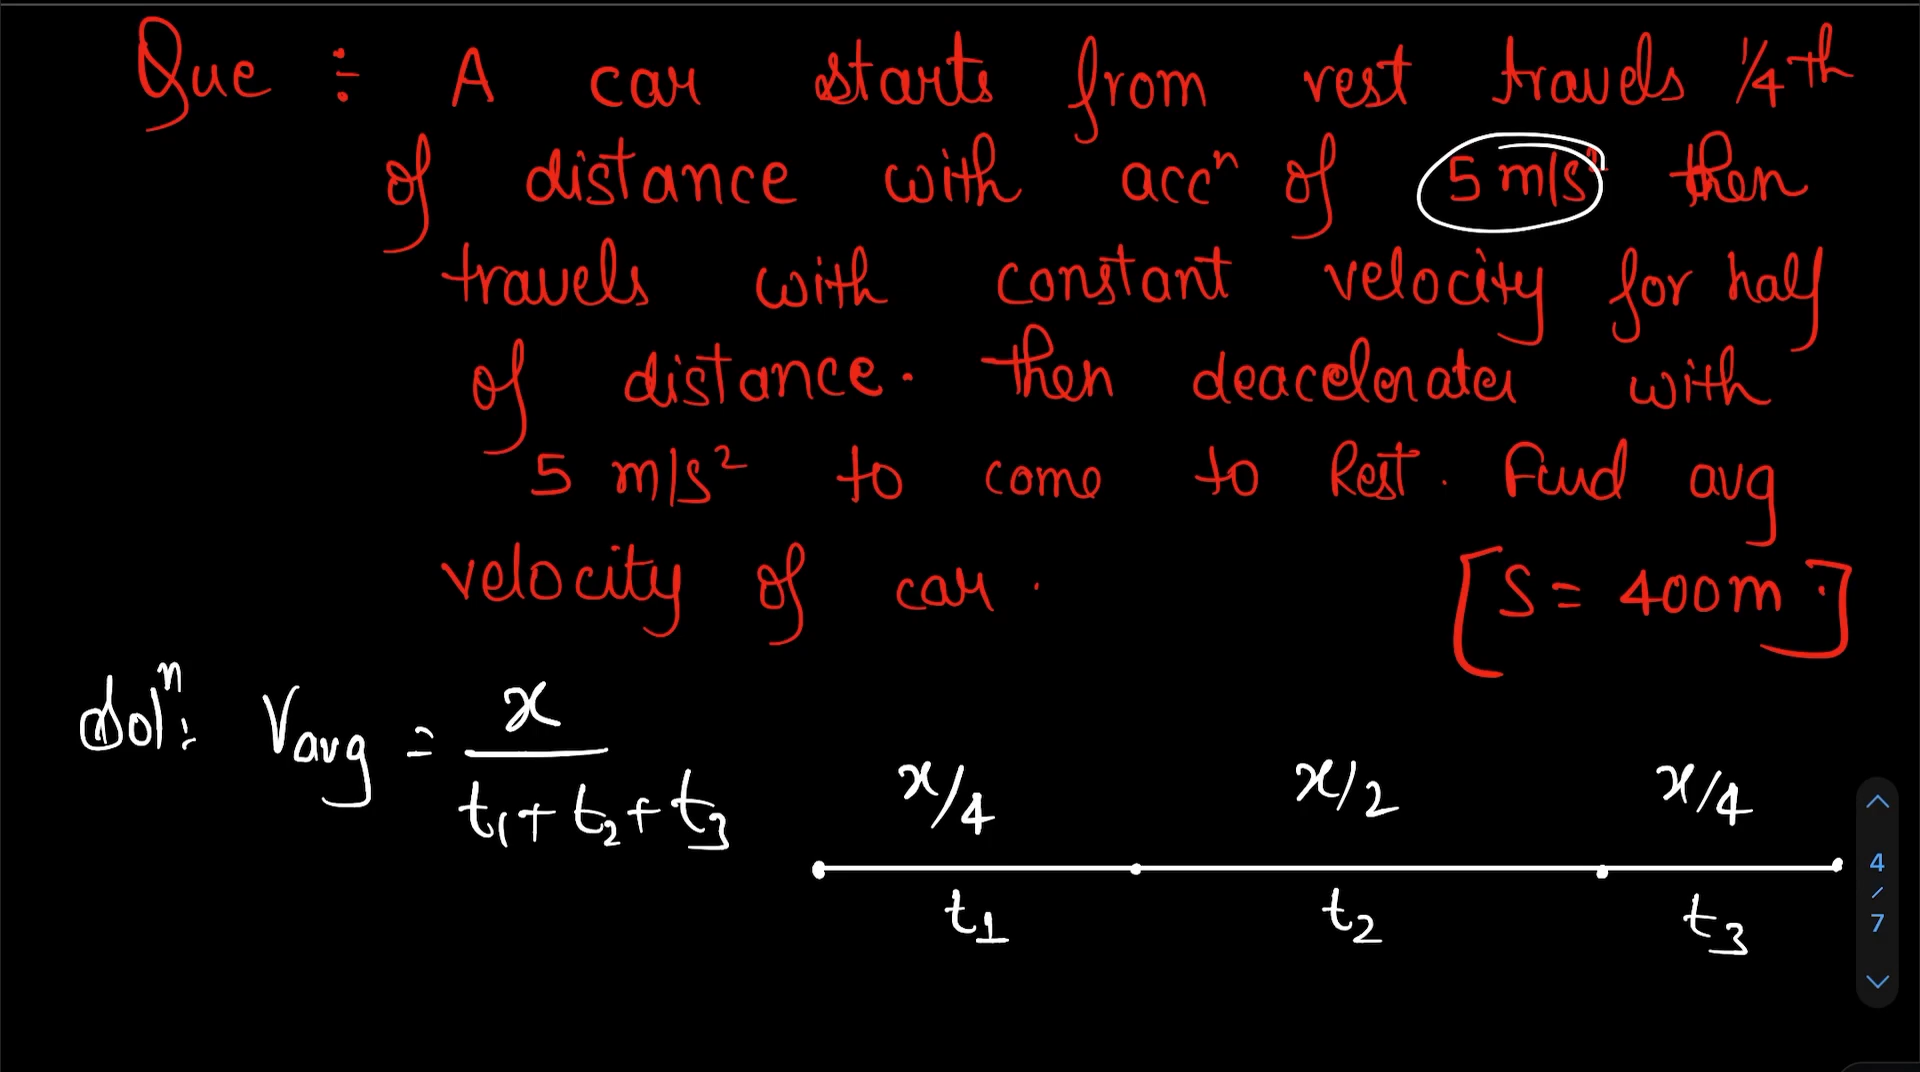 Que ÷ A car starts from rest travels 1/4th
of distance with accⁿ of 5 m/s² then
travels with constant velocity for half
of distance. then deacelerates with
5 m/s² to come to Rest. Find avg
velocity of car. [S = 400m.]
Solⁿ: Vavg = x / (t₁ + t₂ + t₃)
x/4 x/2 x/4
t₁ t₂ t₃
4
/
7